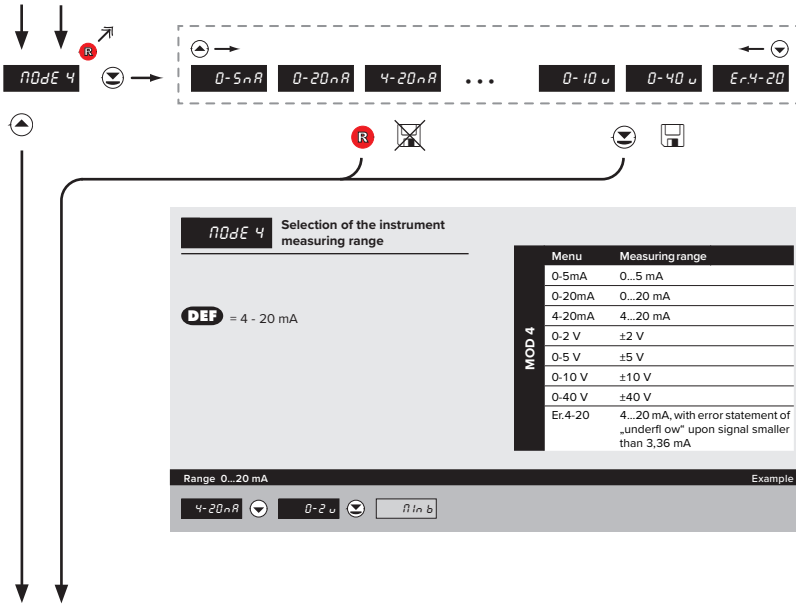 R
MODE 4
0-5mA
0-20mA
4-20mA
...
0-10 u
0-40 u
Er.4-20
R
MODE 4
Selection of the instrument
measuring range
DEF = 4 - 20 mA
MOD 4
Menu Measuring range
0-5mA 0...5 mA
0-20mA 0...20 mA
4-20mA 4...20 mA
0-2 V ±2 V
0-5 V ±5 V
0-10 V ±10 V
0-40 V ±40 V
Er.4-20 4...20 mA, with error statement of
„underfl ow“ upon signal smaller
than 3,36 mA
Range 0...20 mA Example
4-20mA 0-2 u MIn b